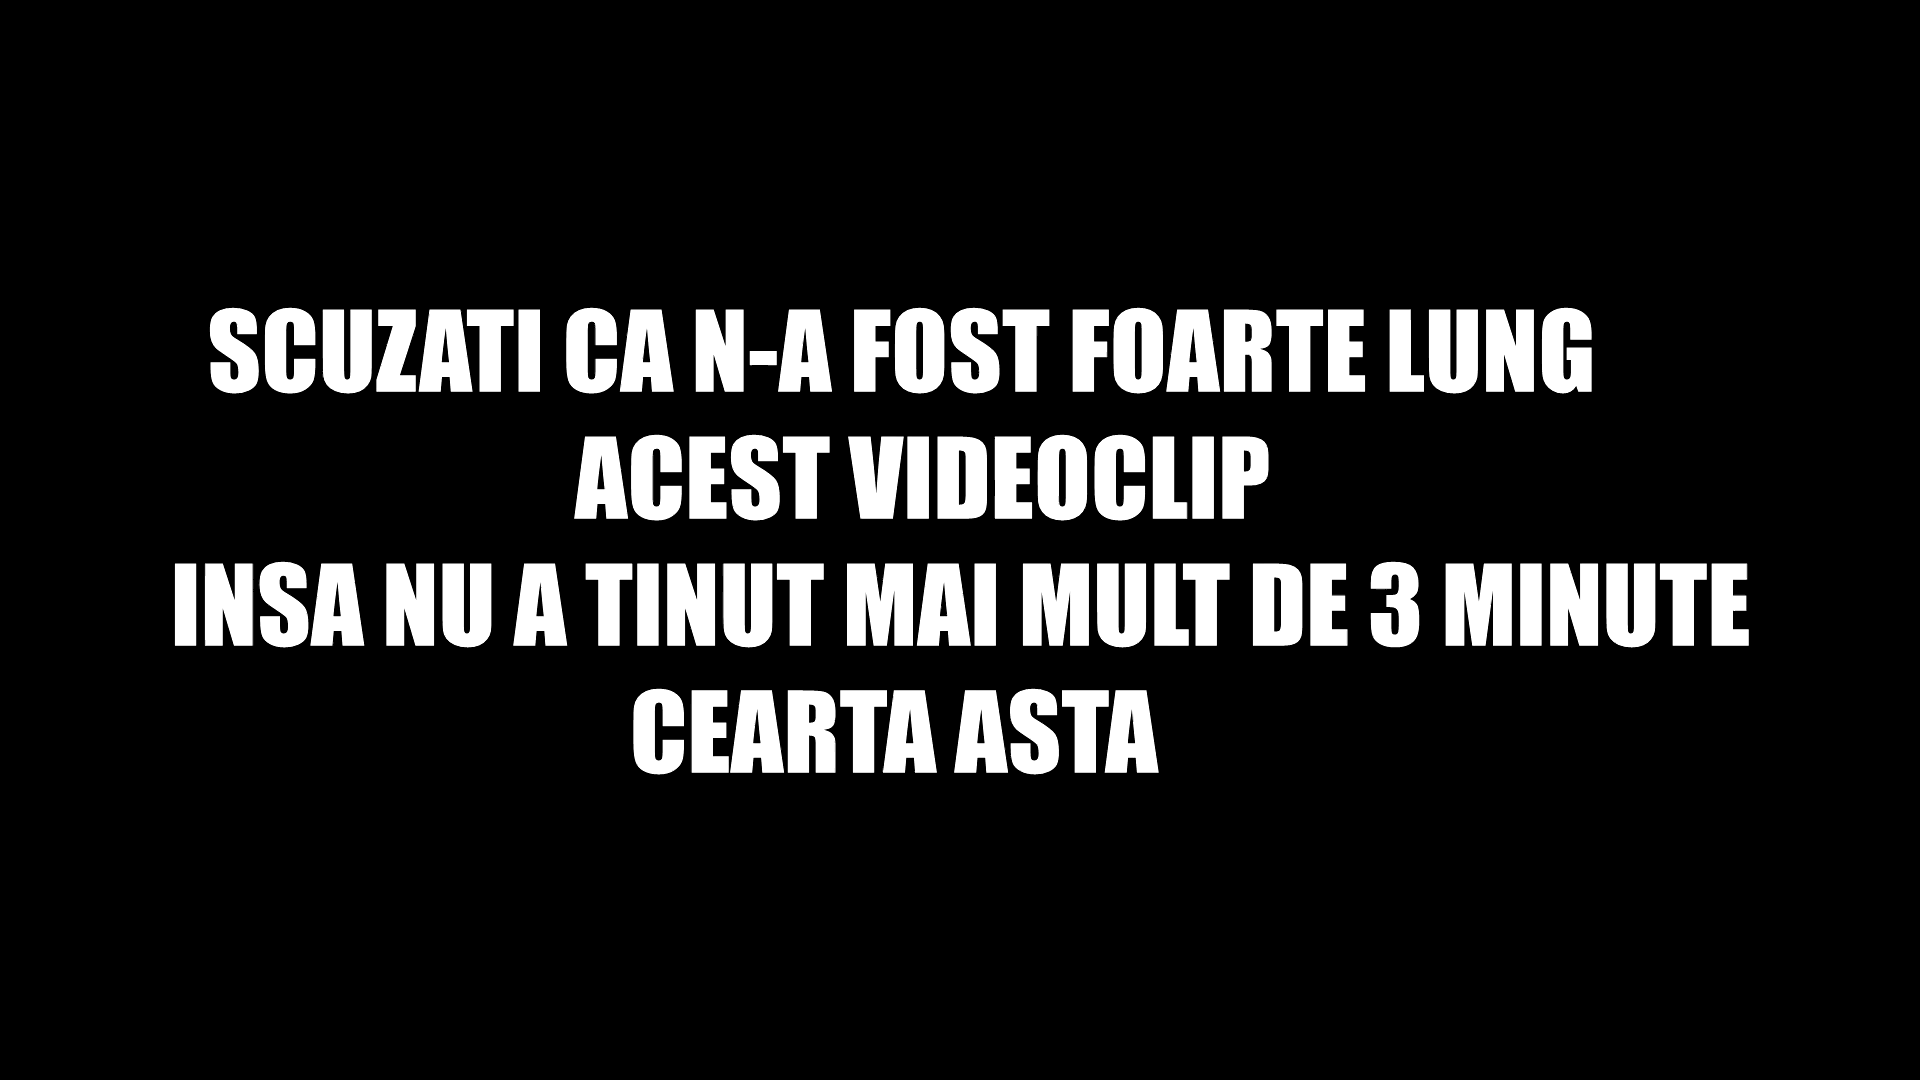 SCUZATI CA N-A FOST FOARTE LUNG
ACEST VIDEOCLIP
INSA NU A TINUT MAI MULT DE 3 MINUTE
CEARTA ASTA